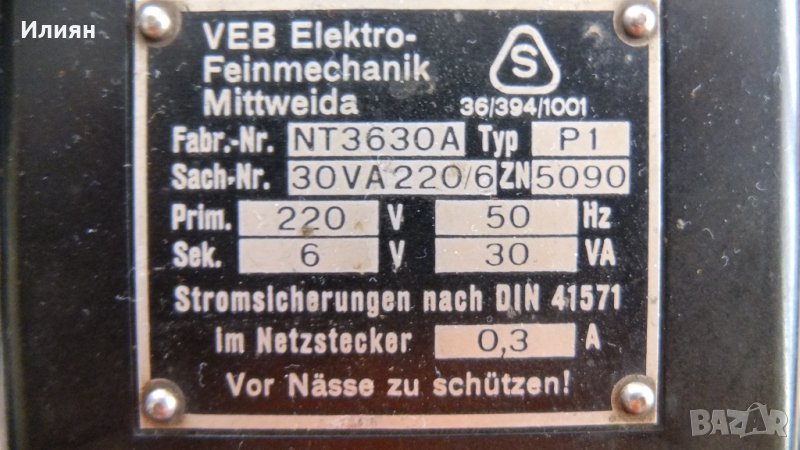 Илиян
VEB Elektro-
Feinmechanik
Mittweida
S
36/394/1001
Fabr.-Nr. NT3630A Typ P1
Sach-Nr. 30VA220/6 ZN 5090
Prim. 220 V 50 Hz
Sek. 6 V 30 VA
Stromsicherungen nach DIN 41571
im Netzstecker 0,3 A
Vor Nässe zu schützen!
BAZAR